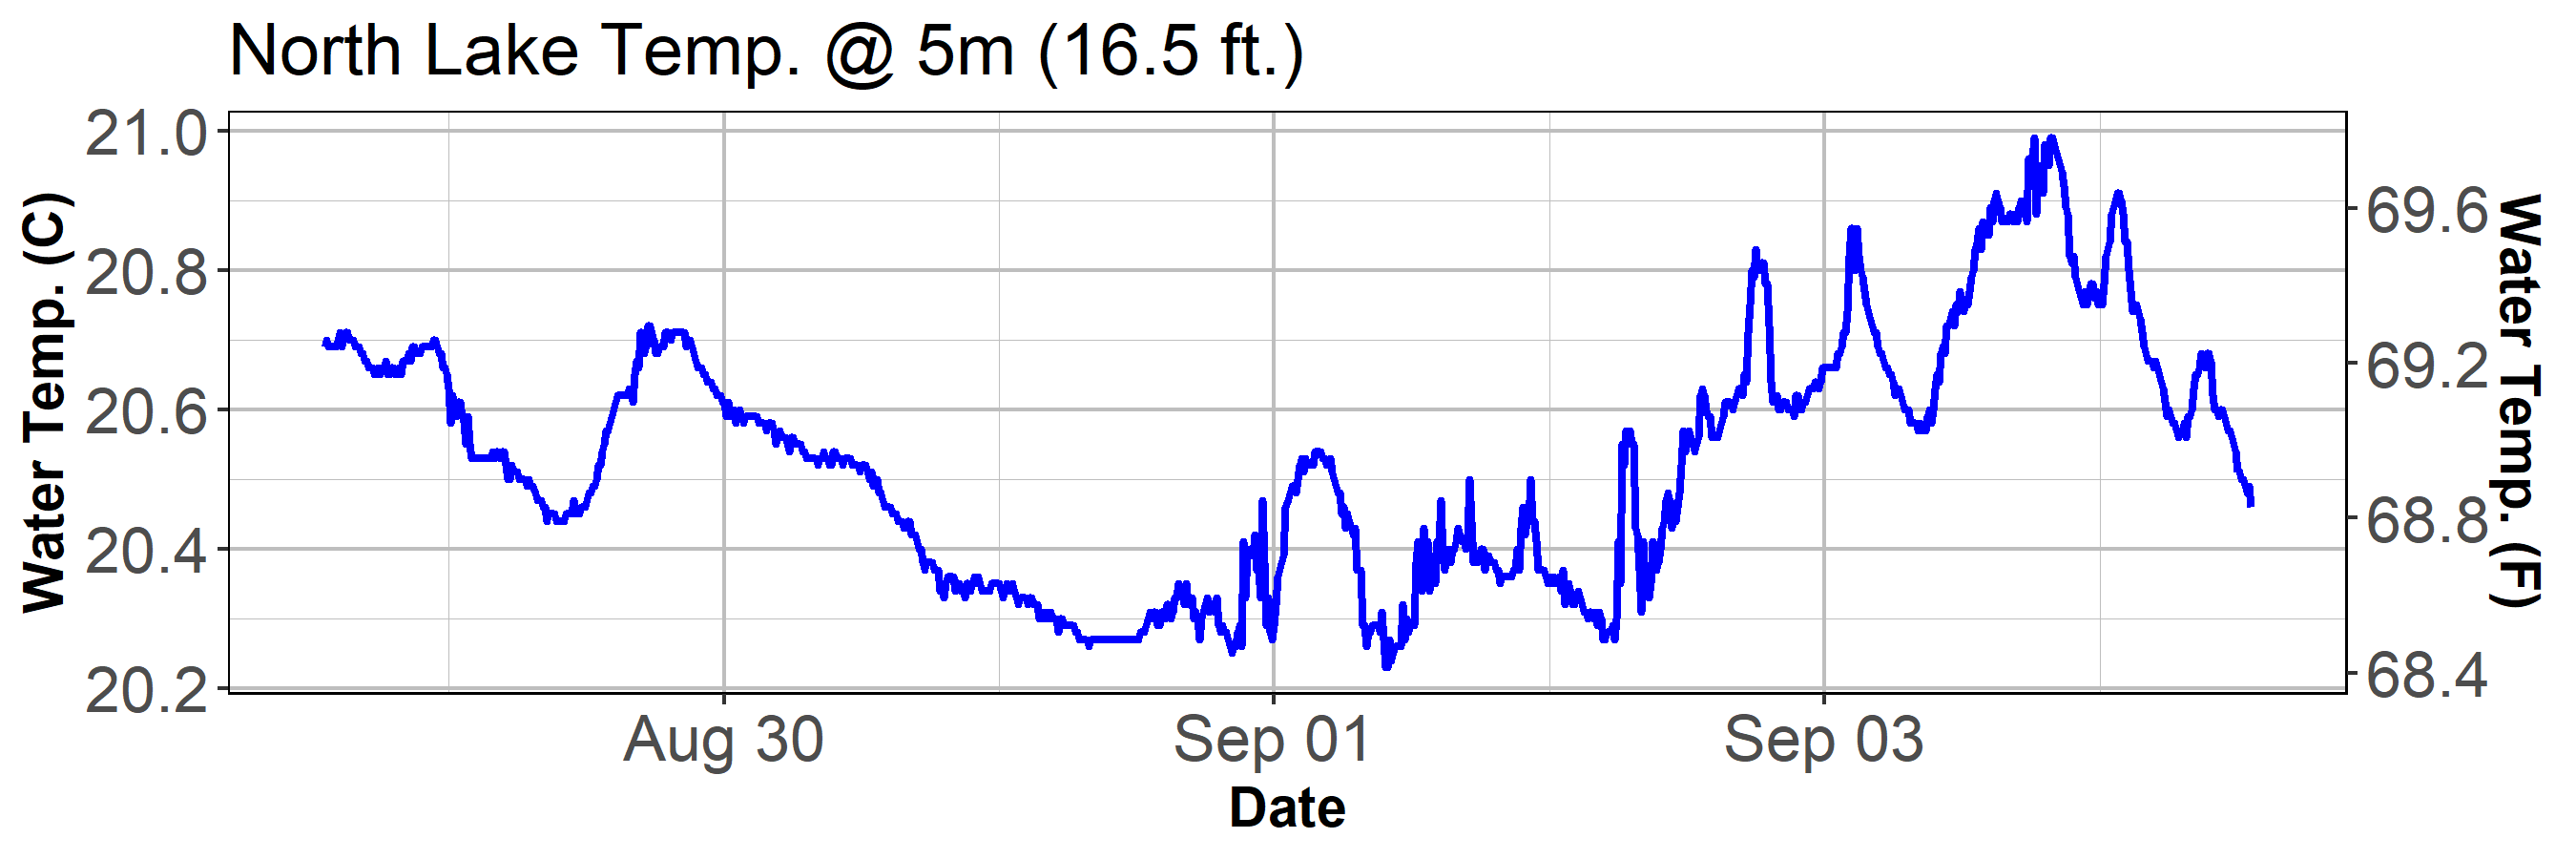 North Lake Temp. @ 5m (16.5 ft.)
Water Temp. (C)
21.0
20.8
20.6
20.4
20.2
69.6
69.2
68.8
68.4
Water Temp. (F)
Aug 30 Sep 01 Sep 03
Date